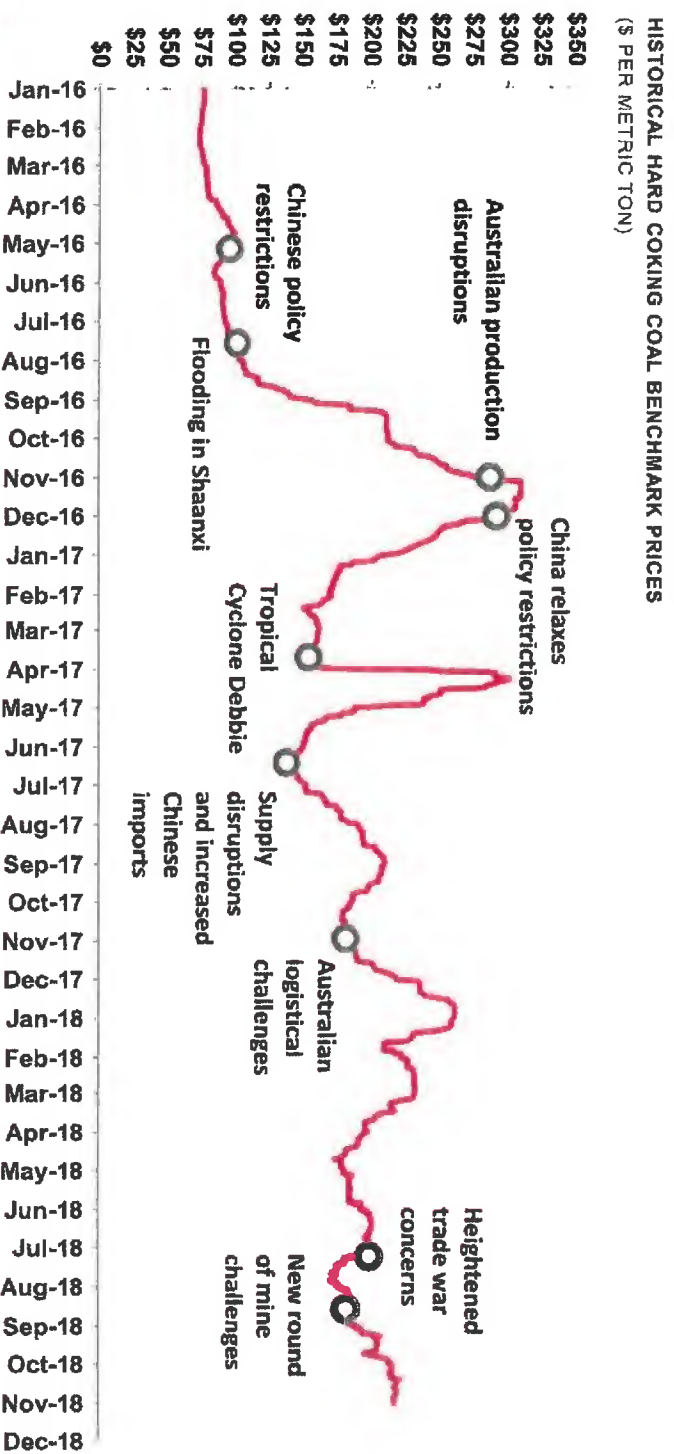 HISTORICAL HARD COKING COAL BENCHMARK PRICES
($ PER METRIC TON)
$350
$325
$300
$275
$250
$225
$200
$175
$150
$125
$100
$75
$50
$25
$0
Australian production
disruptions
China relaxes
policy restrictions
Chinese policy
restrictions
Flooding in Shaanxi
Tropical
Cyclone Debbie
Supply
disruptions
and increased
Chinese
imports
Australian
logistical
challenges
Heightened
trade war
concerns
New round
of mine
challenges
Jan-16
Feb-16
Mar-16
Apr-16
May-16
Jun-16
Jul-16
Aug-16
Sep-16
Oct-16
Nov-16
Dec-16
Jan-17
Feb-17
Mar-17
Apr-17
May-17
Jun-17
Jul-17
Aug-17
Sep-17
Oct-17
Nov-17
Dec-17
Jan-18
Feb-18
Mar-18
Apr-18
May-18
Jun-18
Jul-18
Aug-18
Sep-18
Oct-18
Nov-18
Dec-18